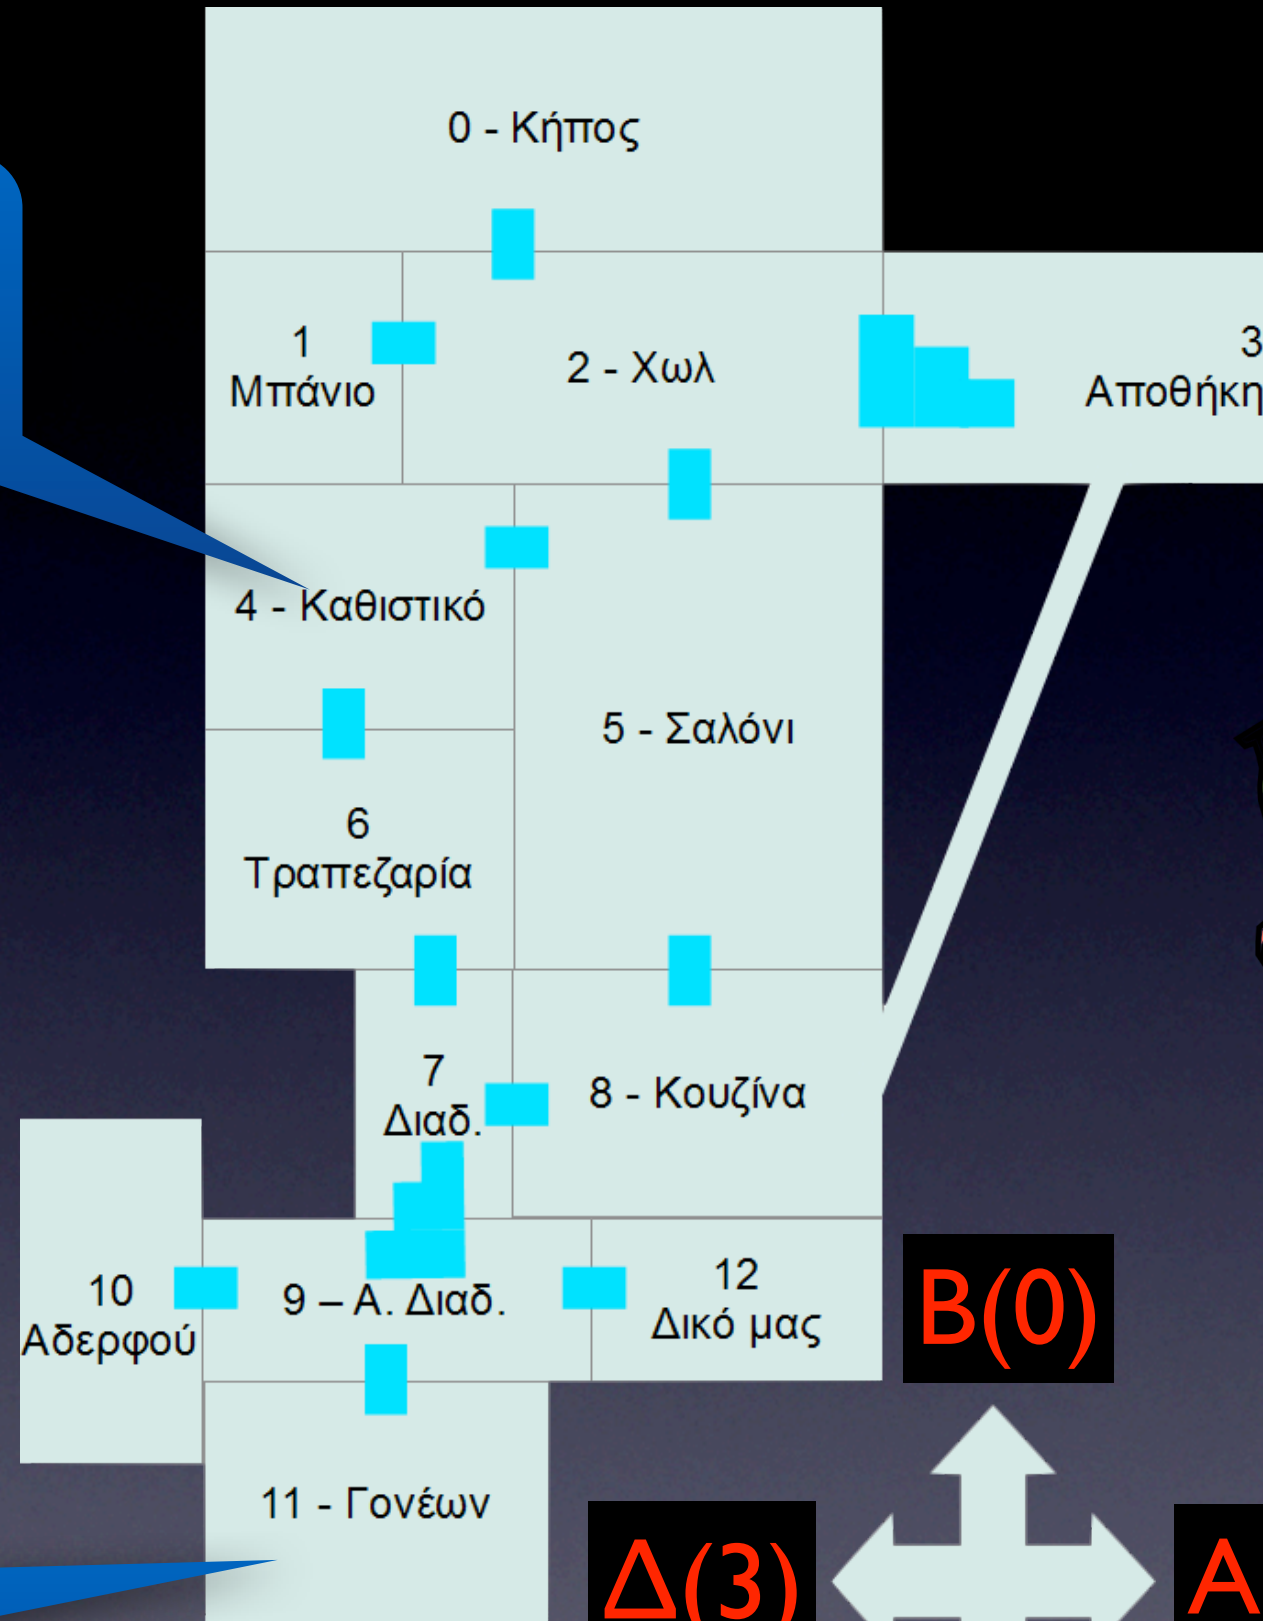 0 - Κήπος
1
Μπάνιο
2 - Χωλ
3
Αποθήκη
4 - Καθιστικό
5 - Σαλόνι
6
Τραπεζαρία
7
Διαδ.
8 - Κουζίνα
10
Αδερφού
9 – Α. Διαδ.
12
Δικό μας
B(0)
11 - Γονέων
Δ(3)
A